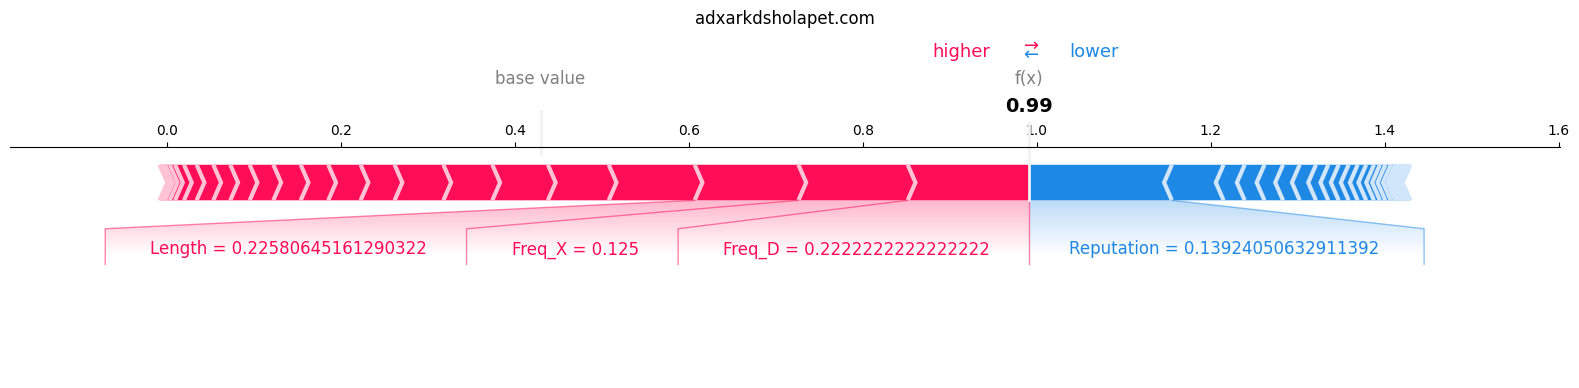 adxarkdsholapet.com
higher ⇄ lower
base value f(x)
0.99
0.0 0.2 0.4 0.6 0.8 1.0 1.2 1.4 1.6
Length = 0.22580645161290322 Freq_X = 0.125 Freq_D = 0.2222222222222222 Reputation = 0.13924050632911392